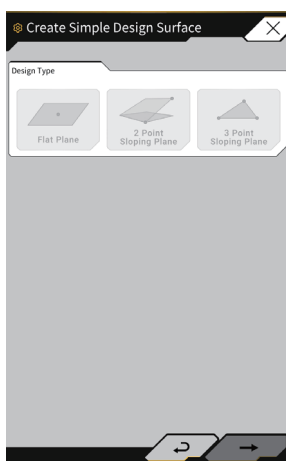 Create Simple Design Surface
Design Type
Flat Plane
2 Point
Sloping Plane
3 Point
Sloping Plane